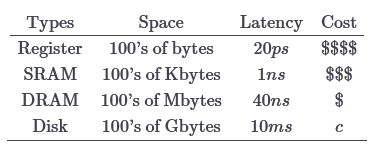 Types Space Latency Cost
Register 100's of bytes 20ps $$$$
SRAM 100's of Kbytes 1ns $$$
DRAM 100's of Mbytes 40ns $
Disk 100's of Gbytes 10ms c